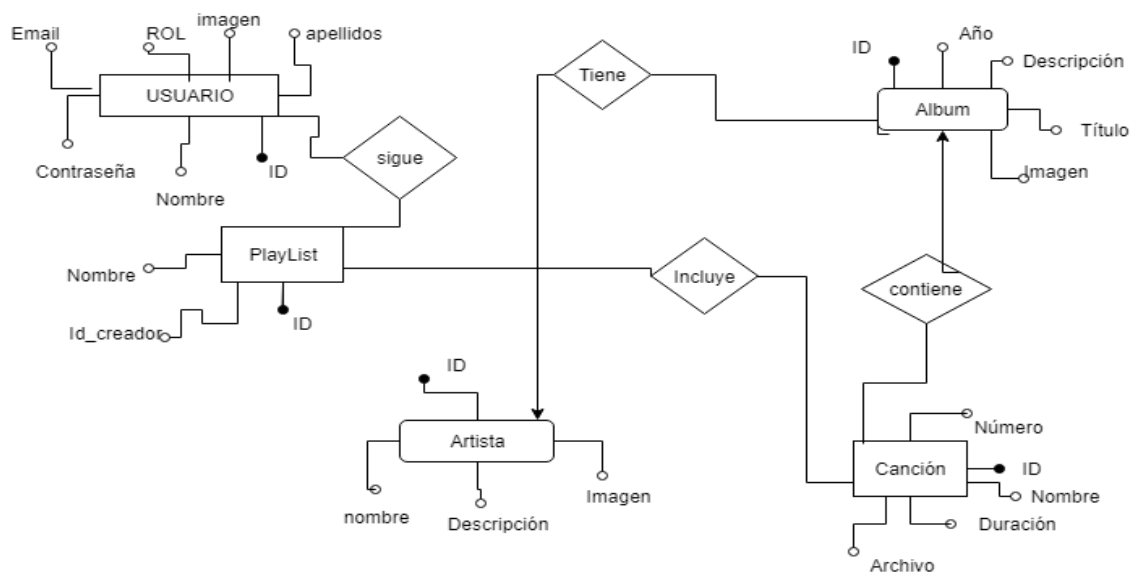 Email
ROL
imagen
apellidos
USUARIO
Contraseña
Nombre
ID
sigue
PlayList
Nombre
Id_creador
ID
Tiene
ID
Año
Descripción
Album
Título
Imagen
Incluye
contiene
ID
Artista
nombre
Descripción
Imagen
Número
Canción
ID
Nombre
Duración
Archivo